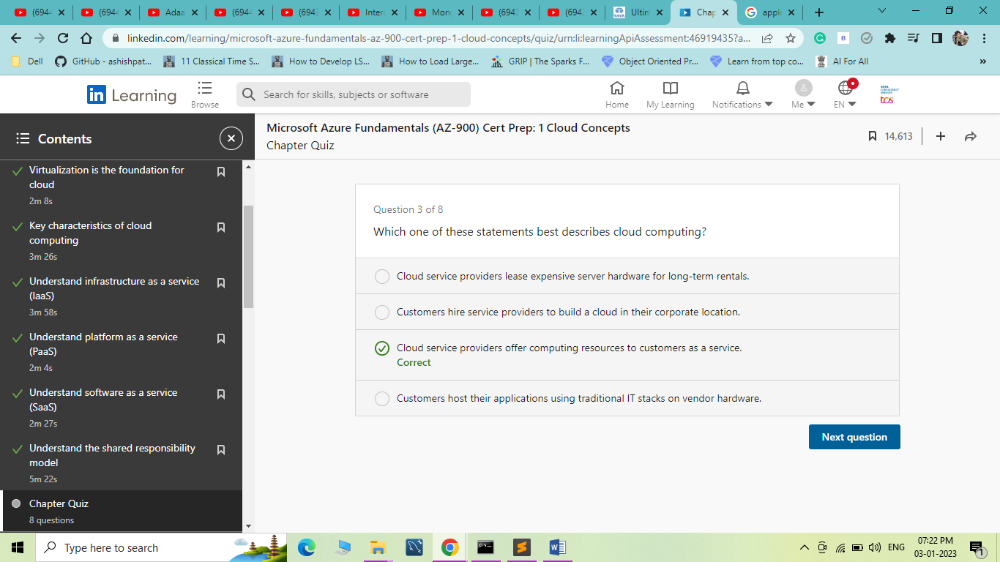 (694
(694
Adaa
(694
(694
Inter
Mon
(694
(694
Ultim
Chap
appl
linkedin.com/learning/microsoft-azure-fundamentals-az-900-cert-prep-1-cloud-concepts/quiz/urn:li:learningApiAssessment:46919435?a...
Dell
GitHub - ashishpat...
11 Classical Time S...
How to Develop LS...
How to Load Large...
GRIP | The Sparks F...
Object Oriented Pr...
Learn from top co...
AI For All
»
in Learning
Browse
Search for skills, subjects or software
Home
My Learning
Notifications
Me
EN
TATA
CONSULTANCY
SERVICES
tcs
Contents
Microsoft Azure Fundamentals (AZ-900) Cert Prep: 1 Cloud Concepts
Chapter Quiz
14,613
Virtualization is the foundation for
cloud
2m 8s
Key characteristics of cloud
computing
3m 26s
Understand infrastructure as a service
(IaaS)
3m 58s
Understand platform as a service
(PaaS)
2m 4s
Understand software as a service
(SaaS)
2m 27s
Understand the shared responsibility
model
5m 22s
Chapter Quiz
8 questions
Question 3 of 8
Which one of these statements best describes cloud computing?
Cloud service providers lease expensive server hardware for long-term rentals.
Customers hire service providers to build a cloud in their corporate location.
Cloud service providers offer computing resources to customers as a service.
Correct
Customers host their applications using traditional IT stacks on vendor hardware.
Next question
Type here to search
ENG
07:22 PM
03-01-2023
1